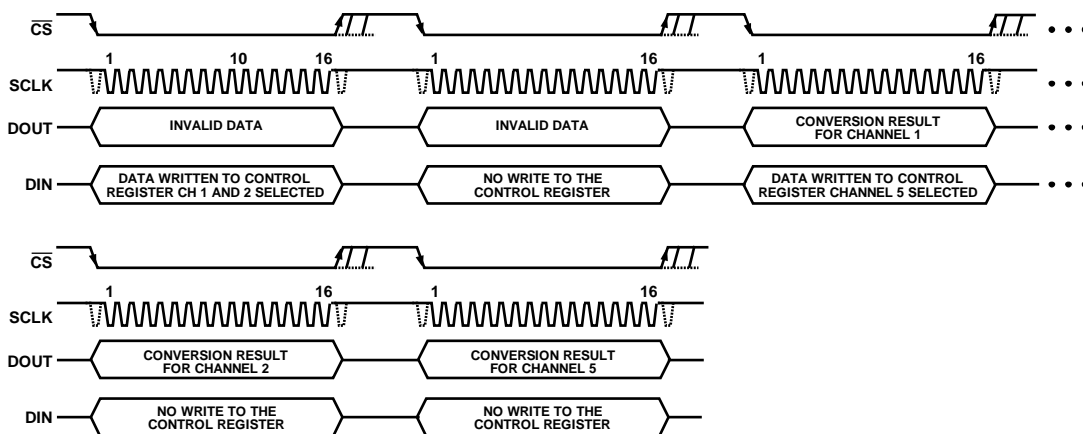 CS
1 10 16 1 16 1 16
SCLK
DOUT INVALID DATA INVALID DATA CONVERSION RESULT
FOR CHANNEL 1
DIN DATA WRITTEN TO CONTROL
REGISTER CH 1 AND 2 SELECTED
NO WRITE TO THE
CONTROL REGISTER
DATA WRITTEN TO CONTROL
REGISTER CHANNEL 5 SELECTED
CS
1 16 1 16
SCLK
DOUT CONVERSION RESULT
FOR CHANNEL 2
CONVERSION RESULT
FOR CHANNEL 5
DIN NO WRITE TO THE
CONTROL REGISTER
NO WRITE TO THE
CONTROL REGISTER